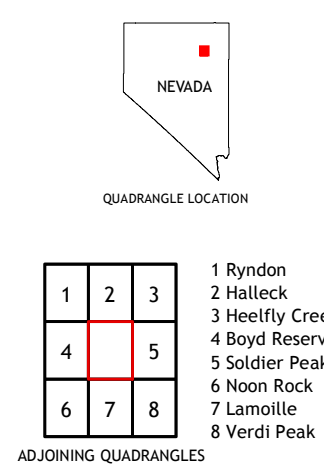 NEVADA
QUADRANGLE LOCATION
1 2 3
4 5
6 7 8
1 Ryndon
2 Halleck
3 Heelfly Cree
4 Boyd Reserv
5 Soldier Peak
6 Noon Rock
7 Lamoille
8 Verdi Peak
ADJOINING QUADRANGLES